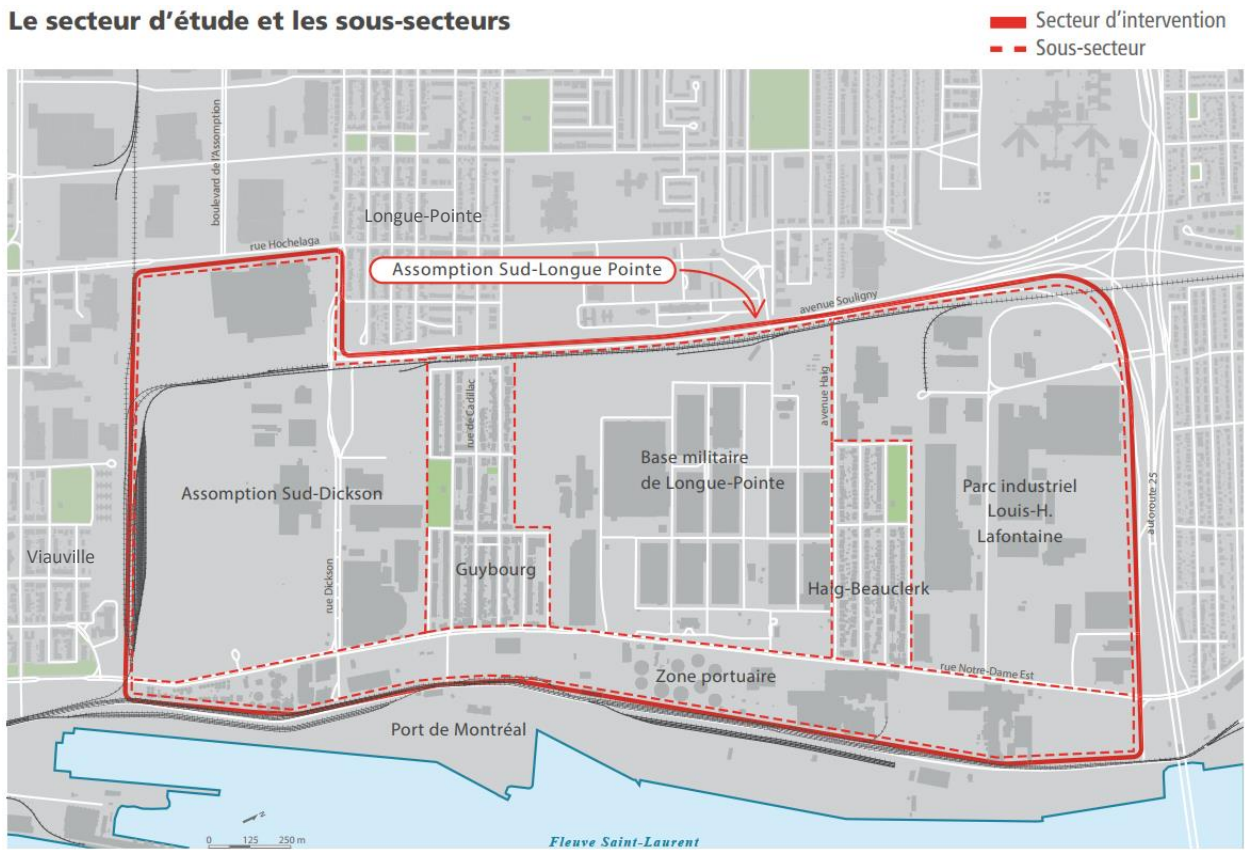 Le secteur d'étude et les sous-secteurs
Secteur d'intervention
Sous-secteur
boulevard de l'Assomption
Longue-Pointe
rue Hochelaga
Assomption Sud-Longue Pointe
avenue Souligny
rue de Cadillac
avenue Haig
Base militaire
de Longue-Pointe
Assomption Sud-Dickson
Parc industriel
Louis-H.
Lafontaine
autoroute 25
Viauville
Guybourg
rue Dickson
Haig-Beauclerk
rue Notre-Dame Est
Zone portuaire
Port de Montréal
N
0 125 250 m
Fleuve Saint-Laurent